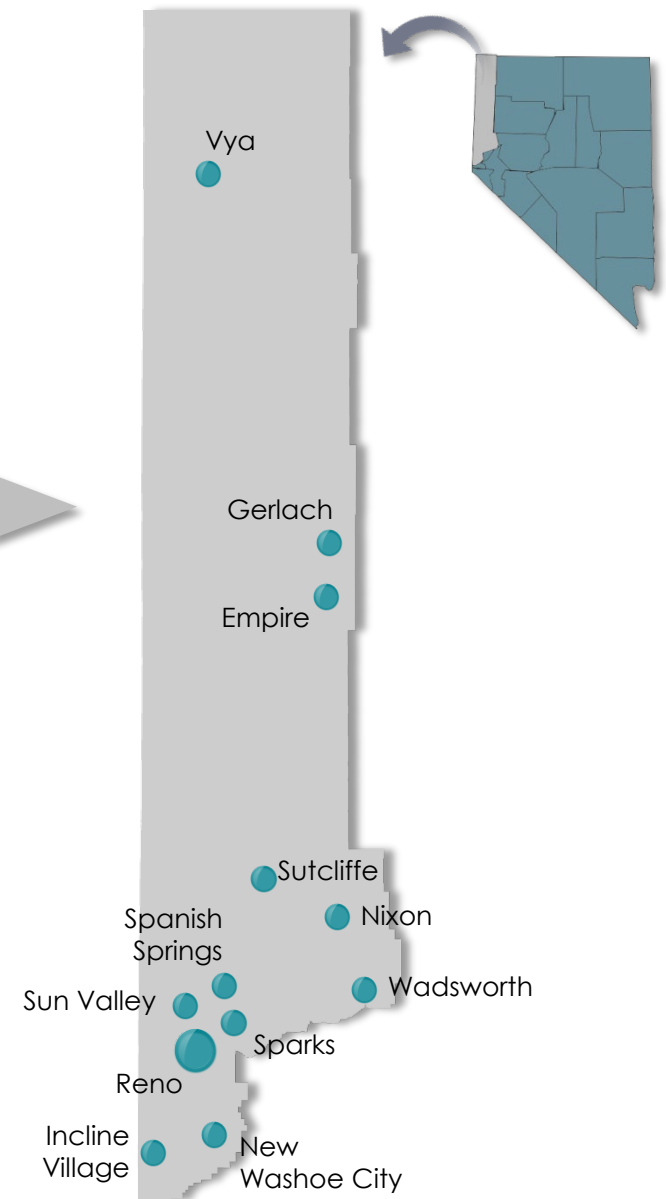 Vya
Gerlach
Empire
Sutcliffe
Nixon
Spanish
Springs
Wadsworth
Sun Valley
Sparks
Reno
Incline
Village
New
Washoe City